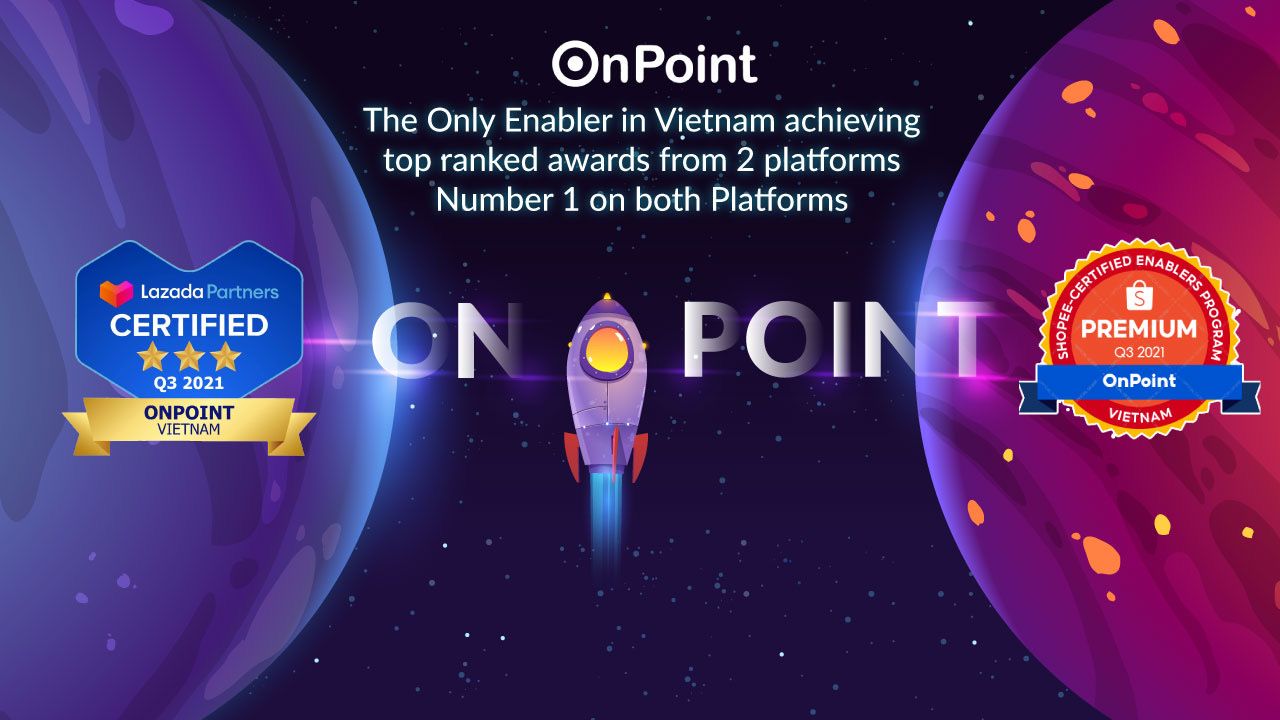 OnPoint
The Only Enabler in Vietnam achieving
top ranked awards from 2 platforms
Number 1 on both Platforms
Lazada Partners
CERTIFIED
Q3 2021
ONPOINT
VIETNAM
ON POINT
SHOPEE-CERTIFIED ENABLERS PROGRAM
S
PREMIUM
Q3 2021
OnPoint
VIETNAM